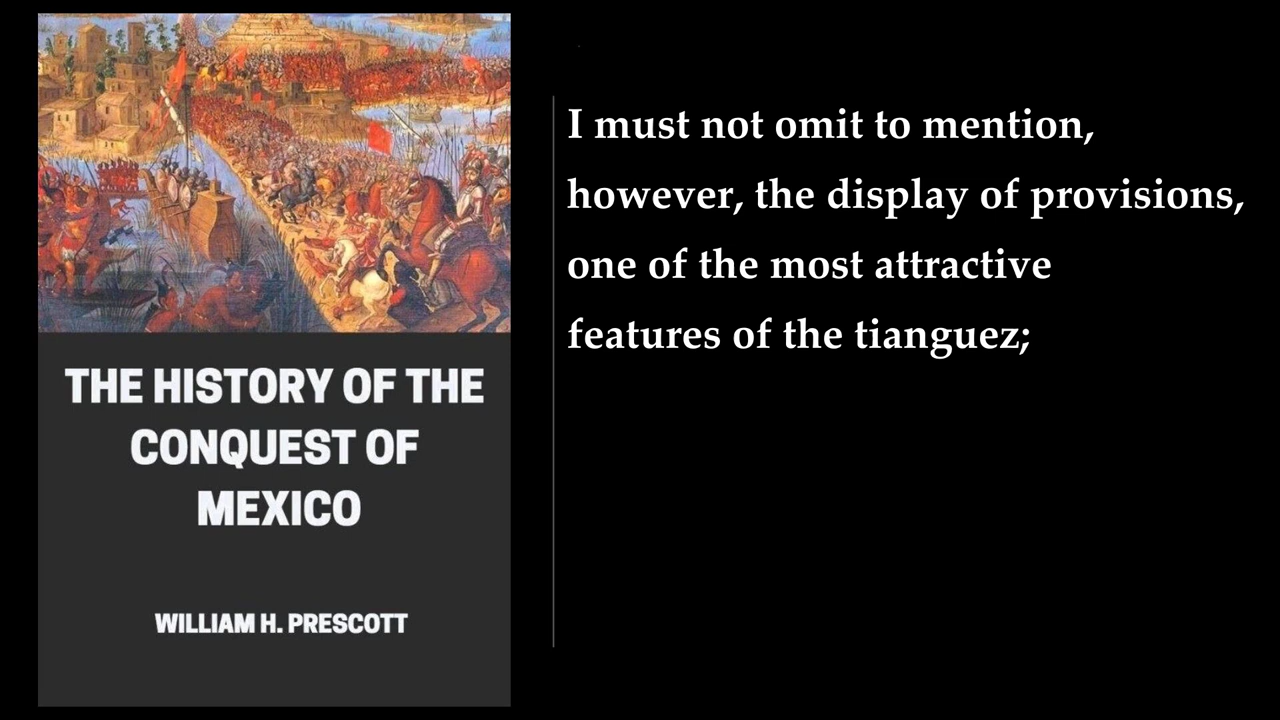 THE HISTORY OF THE
CONQUEST OF
MEXICO
WILLIAM H. PRESCOTT
I must not omit to mention,
however, the display of provisions,
one of the most attractive
features of the tianguez;